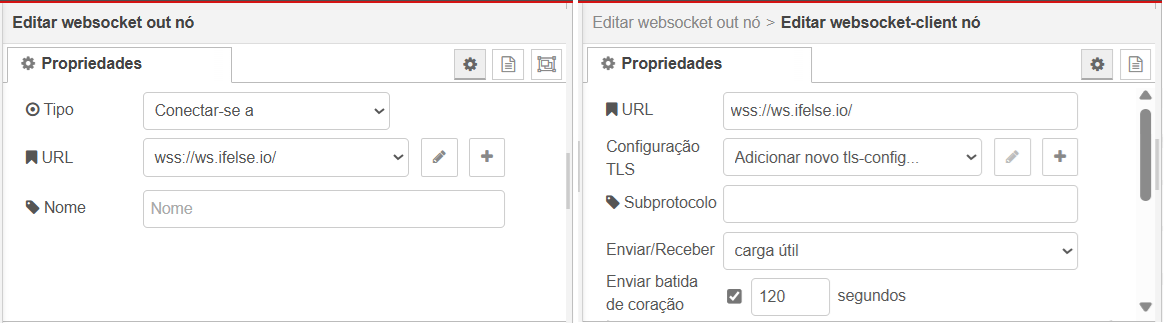 Editar websocket out nó
Propriedades
Tipo
Conectar-se a
URL
wss://ws.ifelse.io/
Nome
Nome
Editar websocket out nó > Editar websocket-client nó
Propriedades
URL
wss://ws.ifelse.io/
Configuração
TLS
Adicionar novo tls-config...
Subprotocolo
Enviar/Receber
carga útil
Enviar batida
de coração
120
segundos